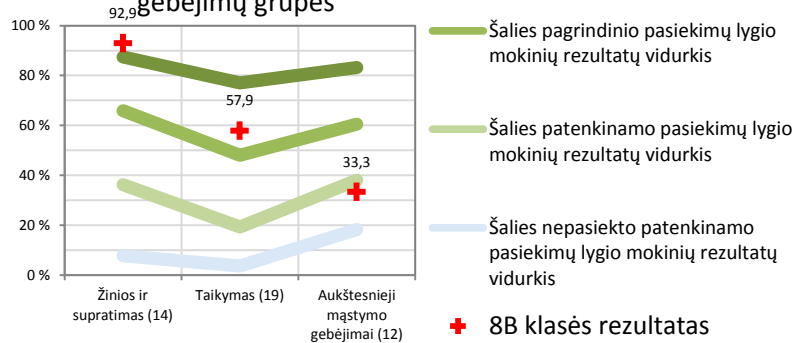 gebėjimų grupes
92,9
100 %
80 %
60 %
40 %
20 %
0 %
57,9
33,3
Žinios ir
supratimas (14)
Taikymas (19)
Aukštesnieji
mąstymo
gebėjimai (12)
Šalies pagrindinio pasiekimų lygio
mokinių rezultatų vidurkis
Šalies patenkinamo pasiekimų lygio
mokinių rezultatų vidurkis
Šalies nepasiekto patenkinamo
pasiekimų lygio mokinių rezultatų
vidurkis
8B klasės rezultatas